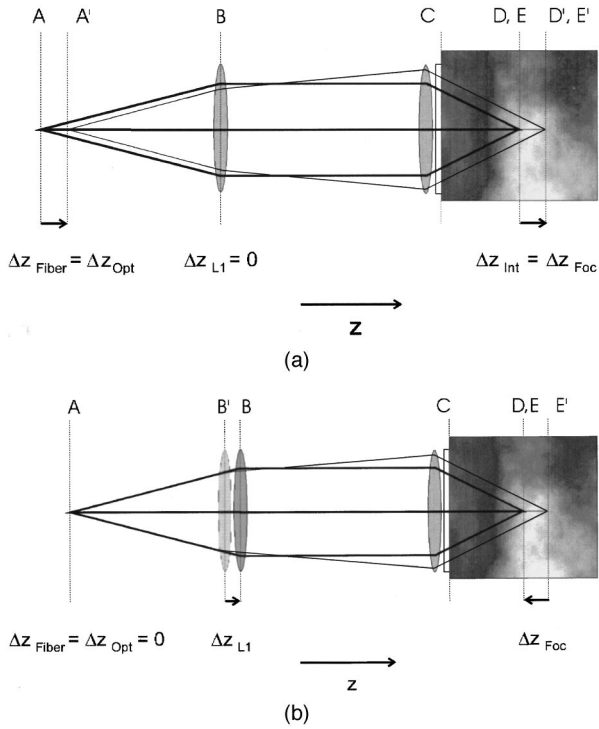 A A' B C D, E D', E'
Δz Fiber = Δz Opt Δz L1 = 0 Δz Int = Δz Foc
z
(a)
A B' B C D,E E'
Δz Fiber = Δz Opt = 0 Δz L1 Δz Foc
z
(b)